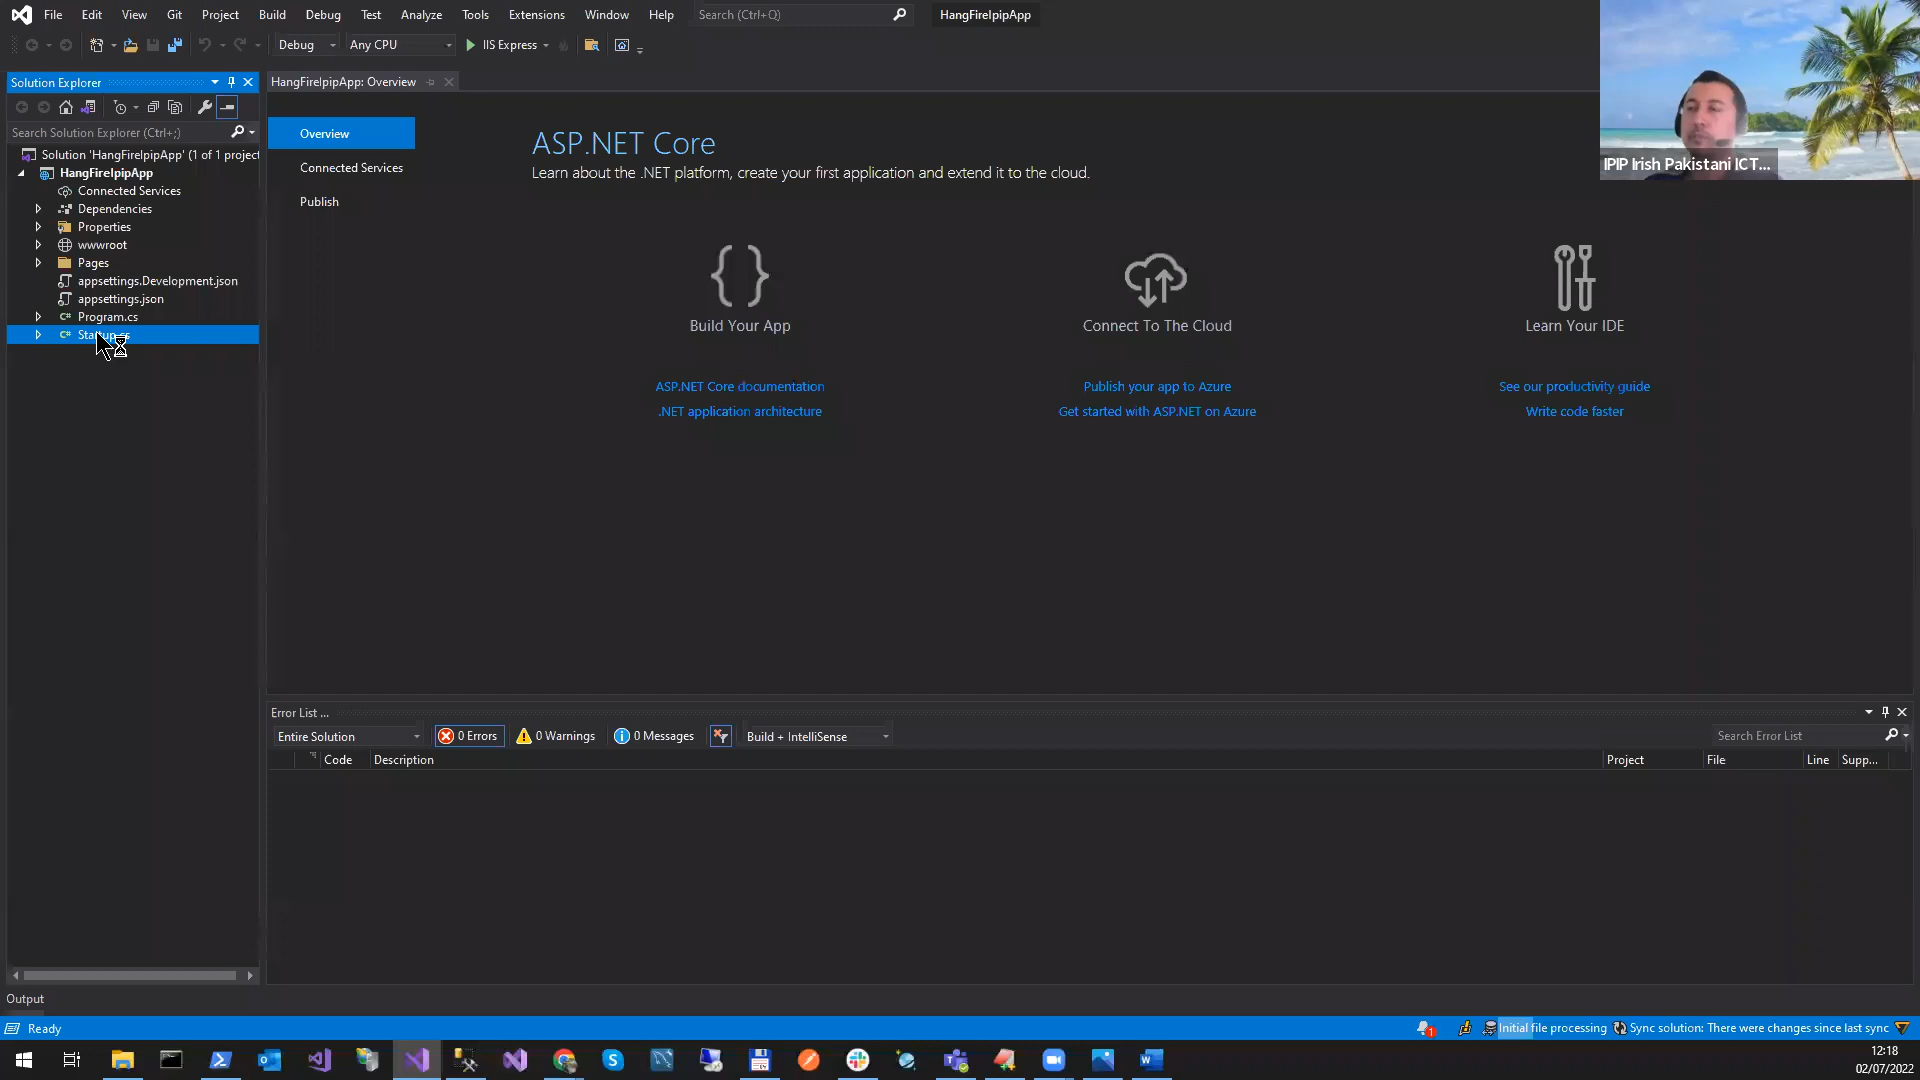 File Edit View Git Project Build Debug Test Analyze Tools Extensions Window Help Search (Ctrl+Q) HangFireIpipApp
Debug Any CPU IIS Express
Solution Explorer
Search Solution Explorer (Ctrl+;)
Solution 'HangFireIpipApp' (1 of 1 project
HangFireIpipApp
Connected Services
Dependencies
Properties
wwwroot
Pages
appsettings.Development.json
appsettings.json
Program.cs
Startup.cs
HangFireIpipApp: Overview
Overview
Connected Services
Publish
ASP.NET Core
Learn about the .NET platform, create your first application and extend it to the cloud.
Build Your App
ASP.NET Core documentation
.NET application architecture
Connect To The Cloud
Publish your app to Azure
Get started with ASP.NET on Azure
Learn Your IDE
See our productivity guide
Write code faster
IPIP Irish Pakistani ICT...
Error List ...
Entire Solution 0 Errors 0 Warnings 0 Messages Build + IntelliSense Search Error List
Code Description Project File Line Supp...
Output
Ready 1 Initial file processing Sync solution: There were changes since last sync
12:18
02/07/2022